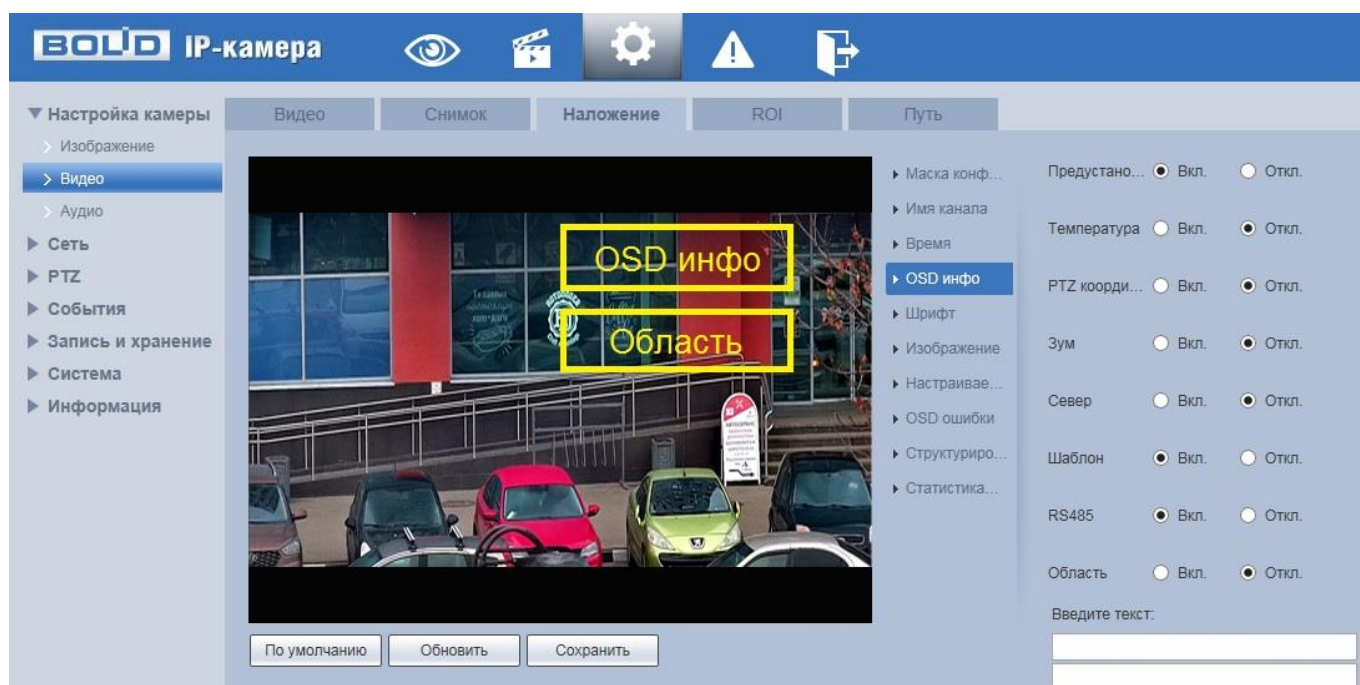 BOLID IP-камера
Настройка камеры
Изображение
Видео
Аудио
Сеть
PTZ
События
Запись и хранение
Система
Информация
Видео
Снимок
Наложение
ROI
Путь
OSD инфо
Область
По умолчанию
Обновить
Сохранить
Маска конф...
Имя канала
Время
OSD инфо
Шрифт
Изображение
Настраивае...
OSD ошибки
Структуриро...
Статистика...
Предустано... Вкл. Откл.
Температура Вкл. Откл.
PTZ коорди... Вкл. Откл.
Зум Вкл. Откл.
Север Вкл. Откл.
Шаблон Вкл. Откл.
RS485 Вкл. Откл.
Область Вкл. Откл.
Введите текст: